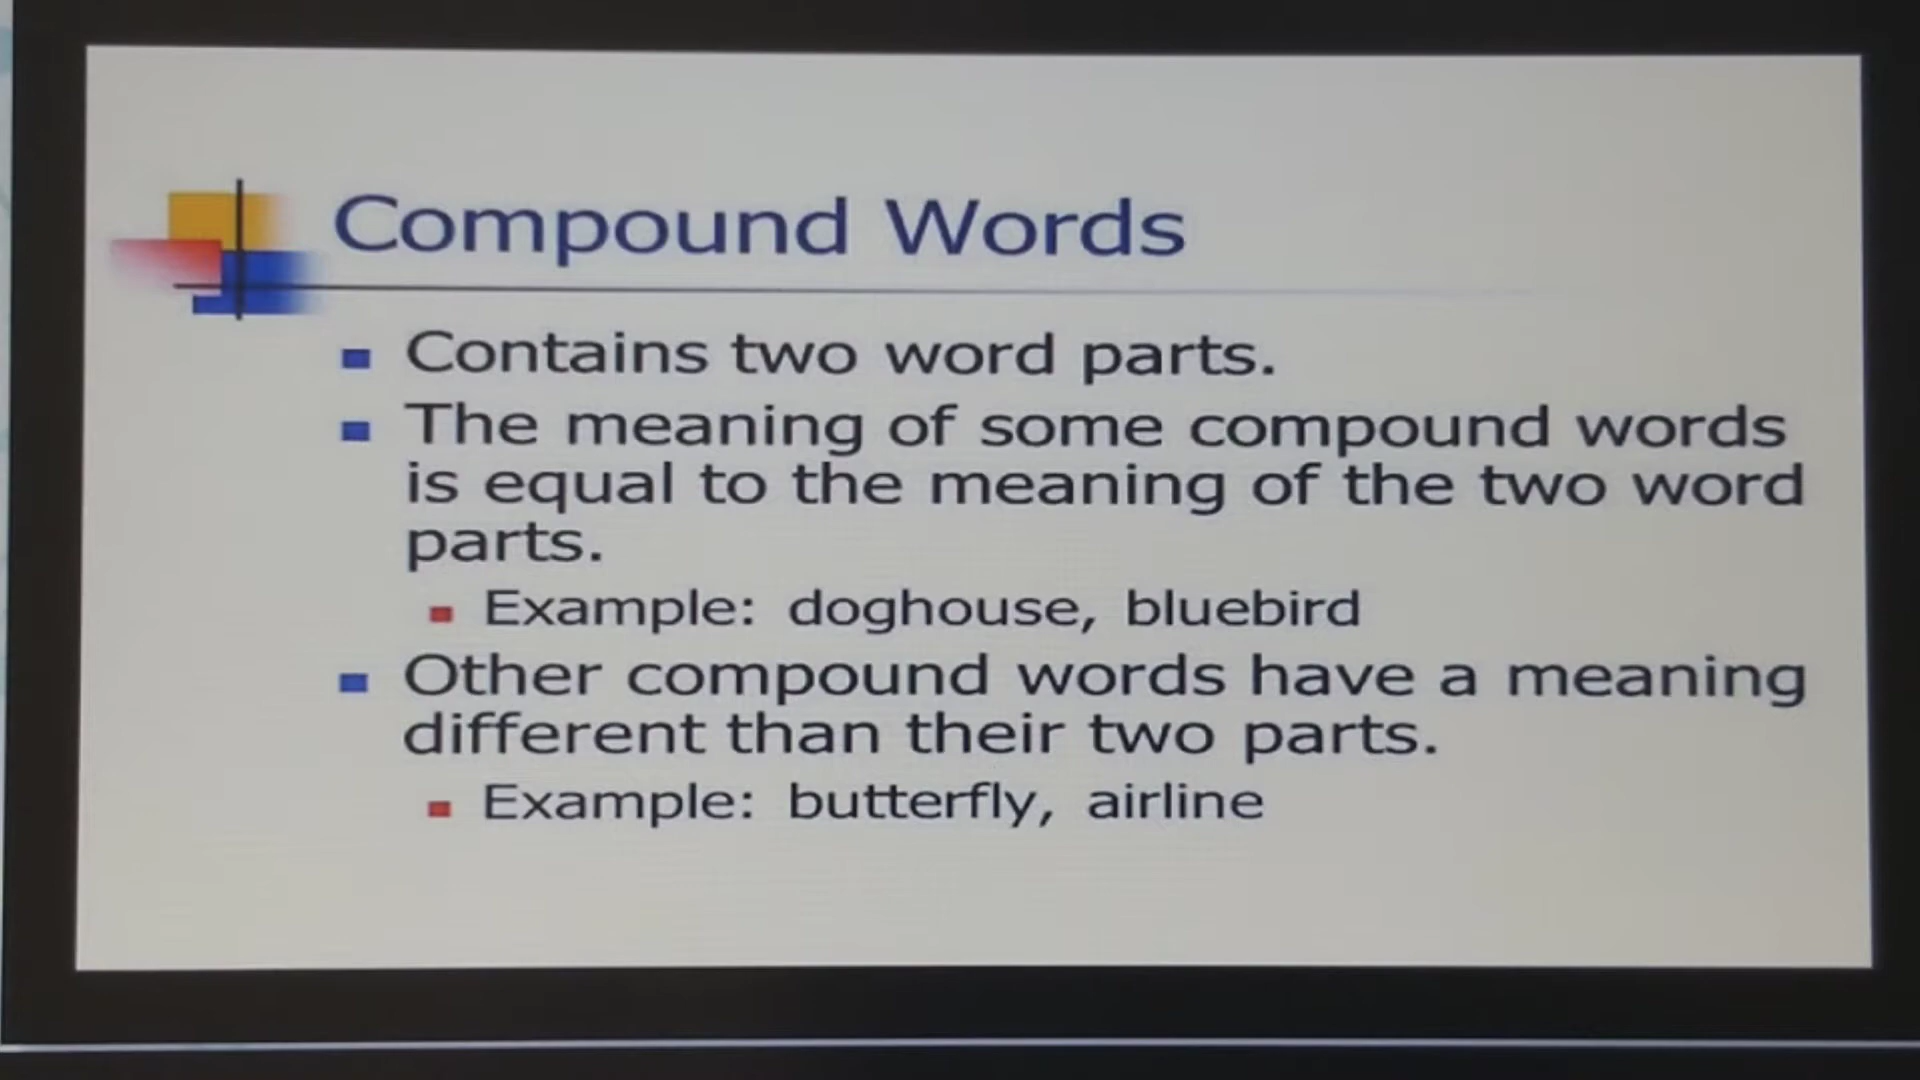 Compound Words
Contains two word parts.
The meaning of some compound words
is equal to the meaning of the two word
parts.
Example: doghouse, bluebird
Other compound words have a meaning
different than their two parts.
Example: butterfly, airline